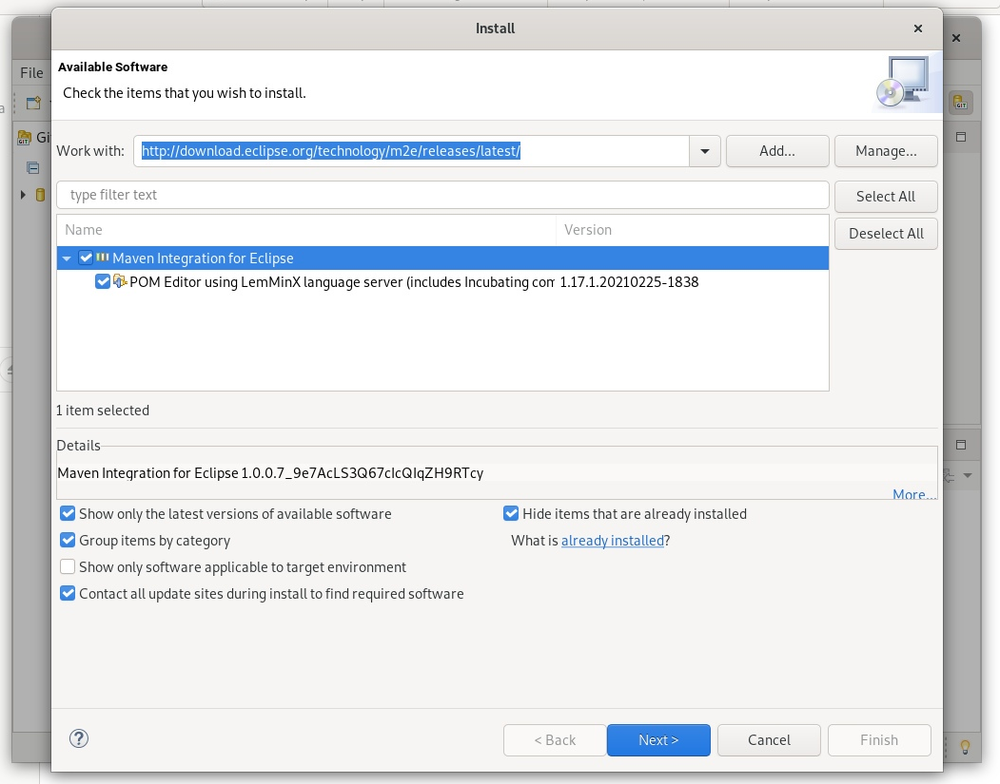 Install
File
Available Software
Check the items that you wish to install.
GIT
Work with: http://download.eclipse.org/technology/m2e/releases/latest/ Add... Manage...
type filter text Select All
Name Version Deselect All
Maven Integration for Eclipse
POM Editor using LemMinX language server (includes Incubating com 1.17.1.20210225-1838
1 item selected
Details
Maven Integration for Eclipse 1.0.0.7_9e7AcLS3Q67cIcQIqZH9RTcy
More...
Show only the latest versions of available software Hide items that are already installed
Group items by category What is already installed?
Show only software applicable to target environment
Contact all update sites during install to find required software
? < Back Next > Cancel Finish